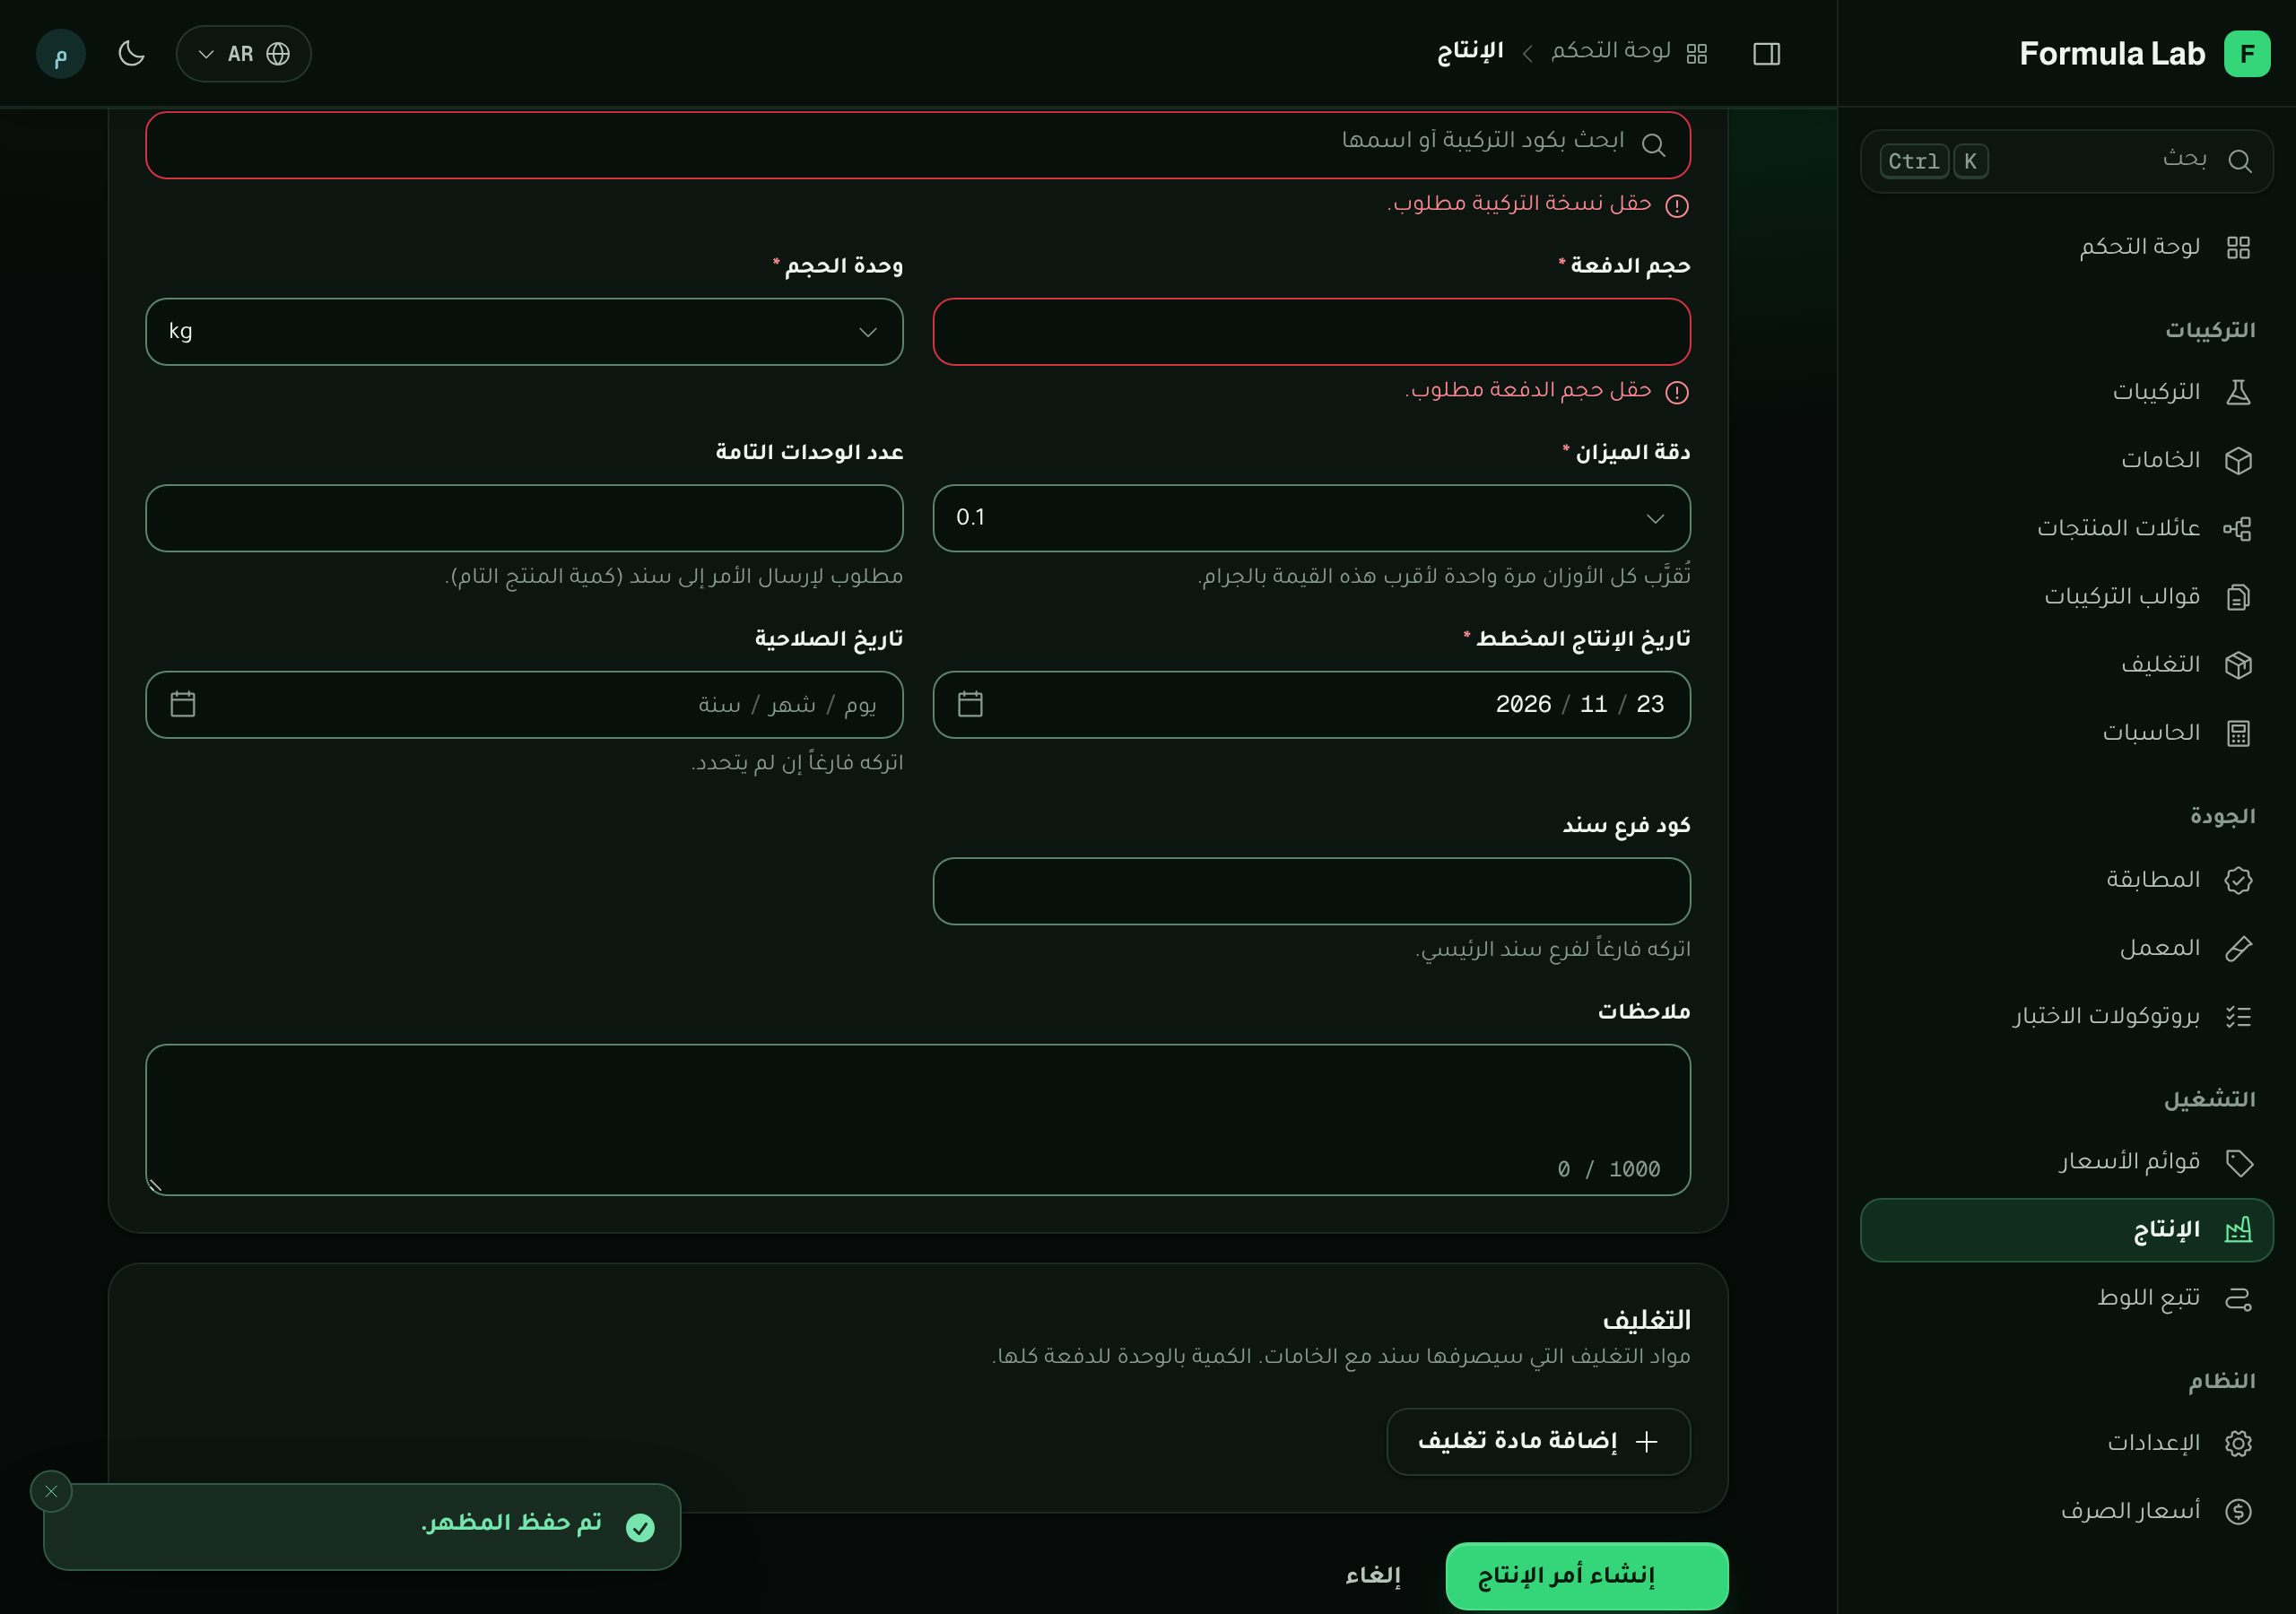 Formula Lab
F
بحث
Ctrl K
لوحة التحكم
التركيبات
التركيبات
الخامات
عائلات المنتجات
قوالب التركيبات
التغليف
الحاسبات
الجودة
المطابقة
المعمل
بروتوكولات الاختبار
التشغيل
قوائم الأسعار
الإنتاج
تتبع اللوط
النظام
الإعدادات
أسعار الصرف
لوحة التحكم
الإنتاج
AR
م
ابحث بكود التركيبة أو اسمها
حقل نسخة التركيبة مطلوب.
حجم الدفعة *
حقل حجم الدفعة مطلوب.
وحدة الحجم *
kg
دقة الميزان *
0.1
تُقرَّب كل الأوزان مرة واحدة لأقرب هذه القيمة بالجرام.
عدد الوحدات التامة
مطلوب لإرسال الأمر إلى سند (كمية المنتج التام).
تاريخ الإنتاج المخطط *
23 / 11 / 2026
تاريخ الصلاحية
يوم / شهر / سنة
اتركه فارغاً إن لم يتحدد.
كود فرع سند
اتركه فارغاً لفرع سند الرئيسي.
ملاحظات
0 / 1000
التغليف
مواد التغليف التي سيصرفها سند مع الخامات. الكمية بالوحدة للدفعة كلها.
إضافة مادة تغليف
إنشاء أمر الإنتاج
إلغاء
تم حفظ المظهر.